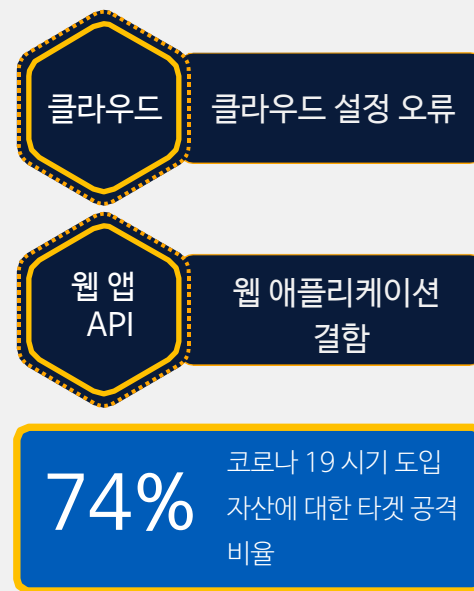 클라우드
클라우드 설정 오류
웹 앱
API
웹 애플리케이션
결함
74%
코로나 19 시기 도입
자산에 대한 타겟 공격
비율